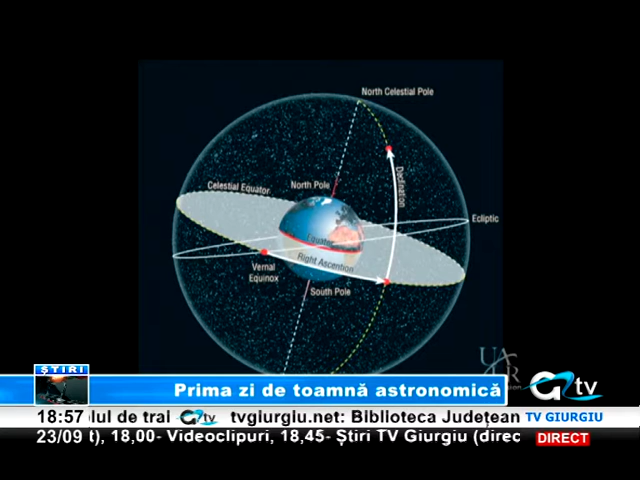 North Celestial Pole
Declination
Celestial Equator
North Pole
Ecliptic
Equator
Right Ascention
Vernal
Equinox
South Pole
ȘTIRI
Prima zi de toamnă astronomică
G tv
18:57 olul de tral G tv tvgiurgiu.net: Biblioteca Județean TV GIURGIU
23/09 t), 18,00- Videoclipuri, 18,45- Știri TV Giurgiu (direc DIRECT